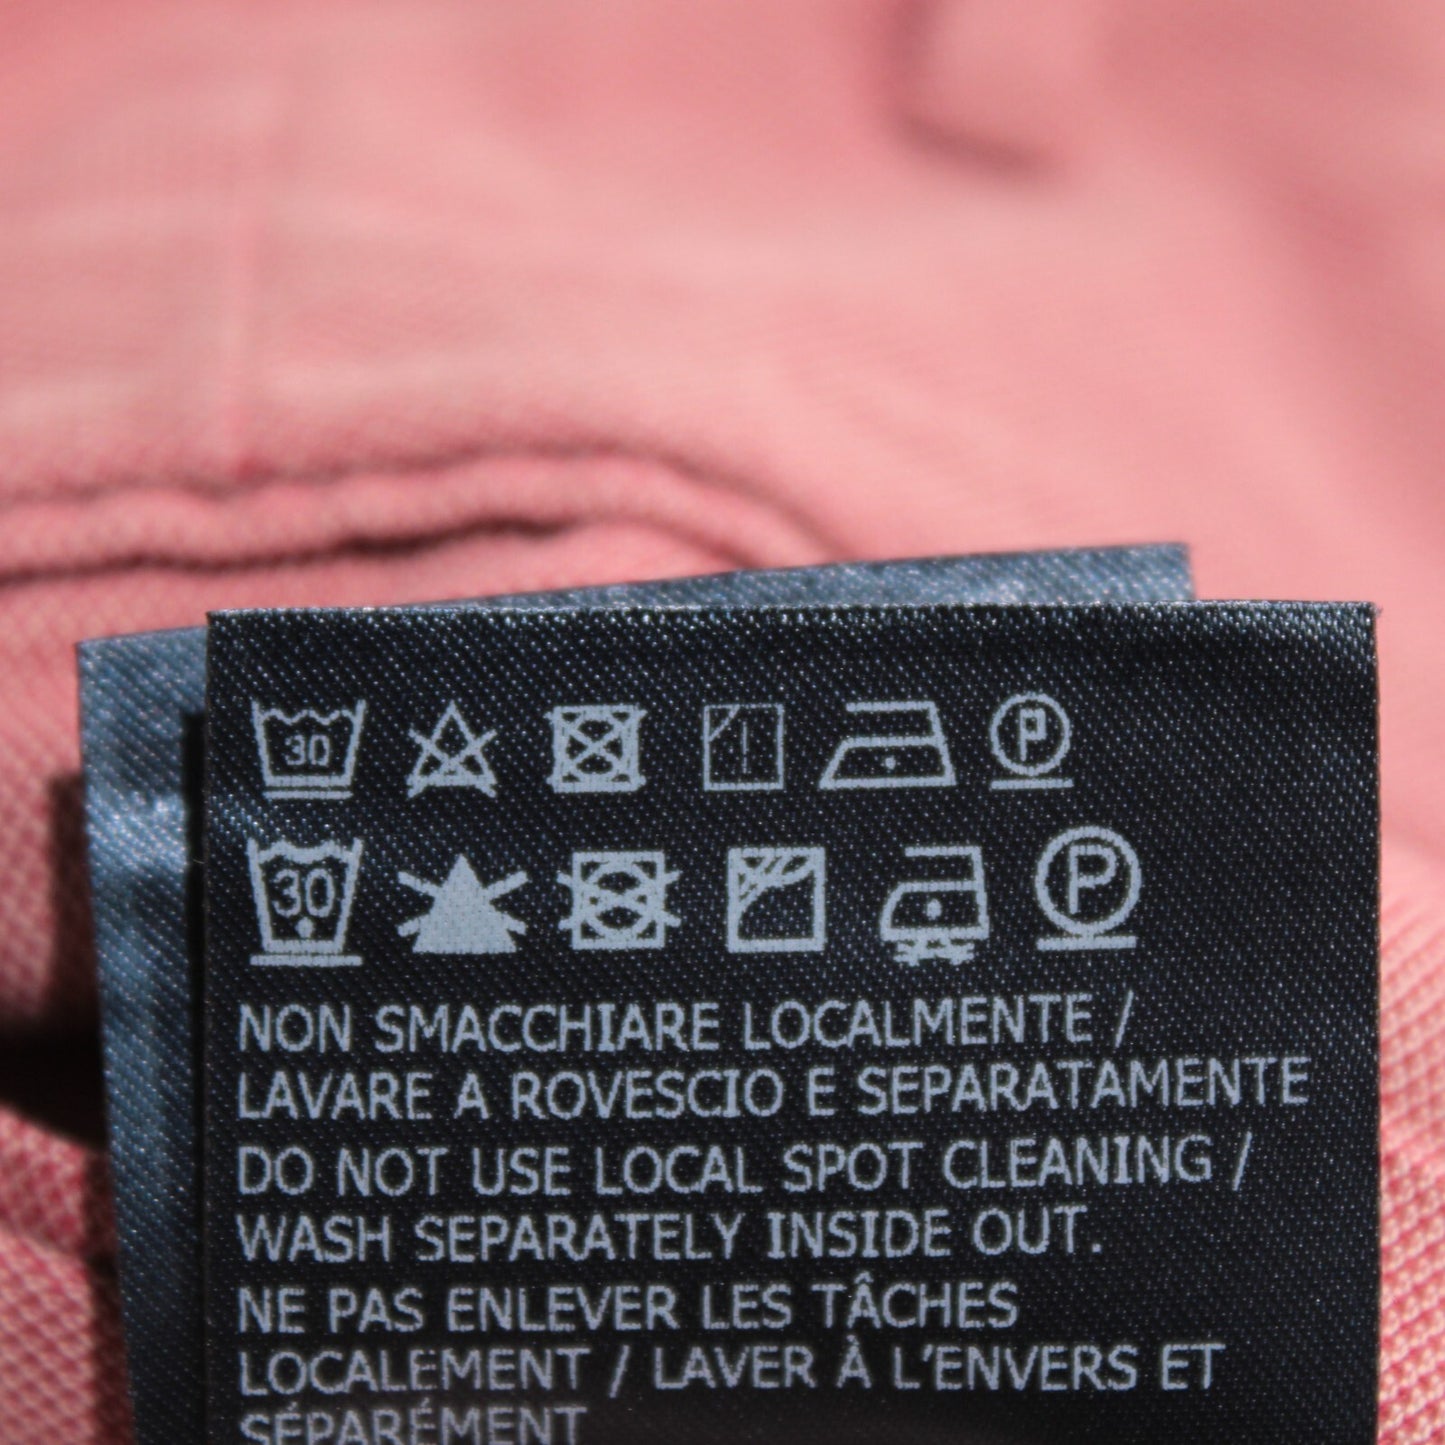 30 P
30 P
NON SMACCHIARE LOCALMENTE /
LAVARE A ROVESCIO E SEPARATAMENTE
DO NOT USE LOCAL SPOT CLEANING /
WASH SEPARATELY INSIDE OUT.
NE PAS ENLEVER LES TÂCHES
LOCALEMENT / LAVER À L'ENVERS ET
SÉPARÉMENT